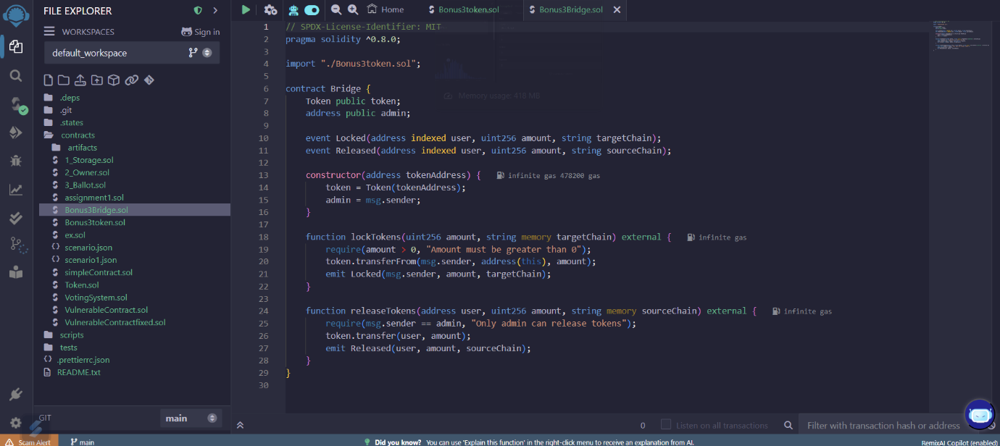 FILE EXPLORER
WORKSPACES
Sign in
default_workspace
.deps
.git
.states
contracts
artifacts
1_Storage.sol
2_Owner.sol
3_Ballot.sol
assignment1.sol
Bonus3Bridge.sol
Bonus3token.sol
ex.sol
scenario.json
scenario1.json
simpleContract.sol
Token.sol
VotingSystem.sol
VulnerableContract.sol
VulnerableContractfixed.sol
scripts
tests
.prettierrc.json
README.txt
GIT
main
Home
Bonus3token.sol
Bonus3Bridge.sol
1 // SPDX-License-Identifier: MIT
2 pragma solidity ^0.8.0;
3
4 import "./Bonus3token.sol";
5
6 contract Bridge {
7 Token public token;
8 address public admin;
9
10 event Locked(address indexed user, uint256 amount, string targetChain);
11 event Released(address indexed user, uint256 amount, string sourceChain);
12
13 constructor(address tokenAddress) { infinite gas 478200 gas
14 token = Token(tokenAddress);
15 admin = msg.sender;
16 }
17
18 function lockTokens(uint256 amount, string memory targetChain) external { infinite gas
19 require(amount > 0, "Amount must be greater than 0");
20 token.transferFrom(msg.sender, address(this), amount);
21 emit Locked(msg.sender, amount, targetChain);
22 }
23
24 function releaseTokens(address user, uint256 amount, string memory sourceChain) external { infinite gas
25 require(msg.sender == admin, "Only admin can release tokens");
26 token.transfer(user, amount);
27 emit Released(user, amount, sourceChain);
28 }
29 }
30
Memory usage: 418 MB
0
Listen on all transactions
Filter with transaction hash or address
Scam Alert
main
Did you know? You can use 'Explain this function' in the right-click menu to receive an explanation from AI.
RemixAI Copilot (enabled)